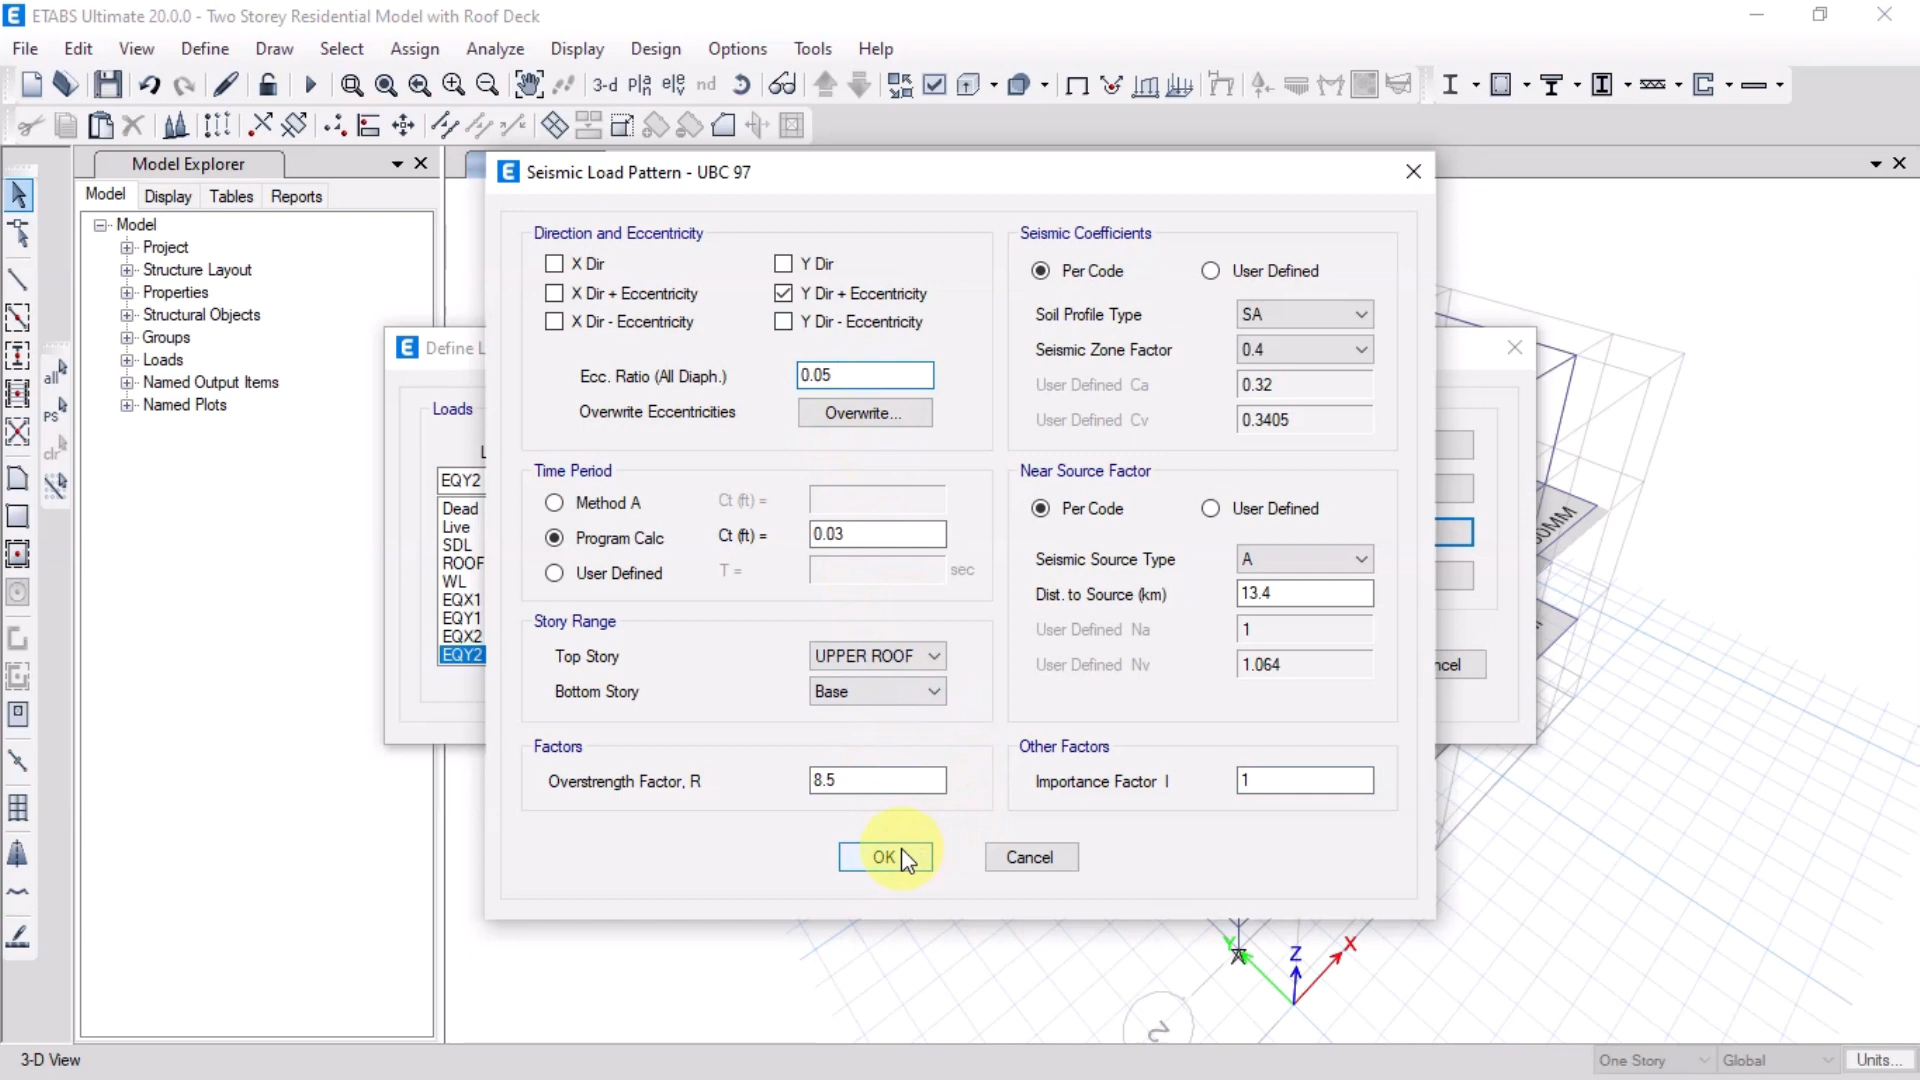 ETABS Ultimate 20.0.0 - Two Storey Residential Model with Roof Deck
File Edit View Define Draw Select Assign Analyze Display Design Options Tools Help
3-d pla ele nd
Model Explorer
Model Display Tables Reports
Model
Project
Structure Layout
Properties
Structural Objects
Groups
Loads
Named Output Items
Named Plots
all
PS
clr
Define L
Loads
EQY2
Dead
Live
SDL
ROOF
WL
EQX1
EQY1
EQX2
EQY2
Seismic Load Pattern - UBC 97
Direction and Eccentricity
X Dir Y Dir
X Dir + Eccentricity Y Dir + Eccentricity
X Dir - Eccentricity Y Dir - Eccentricity
Ecc. Ratio (All Diaph.) 0.05
Overwrite Eccentricities Overwrite...
Time Period
Method A Ct (ft) =
Program Calc Ct (ft) = 0.03
User Defined T = sec
Story Range
Top Story UPPER ROOF
Bottom Story Base
Factors
Overstrength Factor, R 8.5
Seismic Coefficients
Per Code User Defined
Soil Profile Type SA
Seismic Zone Factor 0.4
User Defined Ca 0.32
User Defined Cv 0.3405
Near Source Factor
Per Code User Defined
Seismic Source Type A
Dist. to Source (km) 13.4
User Defined Na 1
User Defined Nv 1.064
Other Factors
Importance Factor I 1
OK Cancel
ncel
Y Z X
2
3-D View
One Story Global Units...